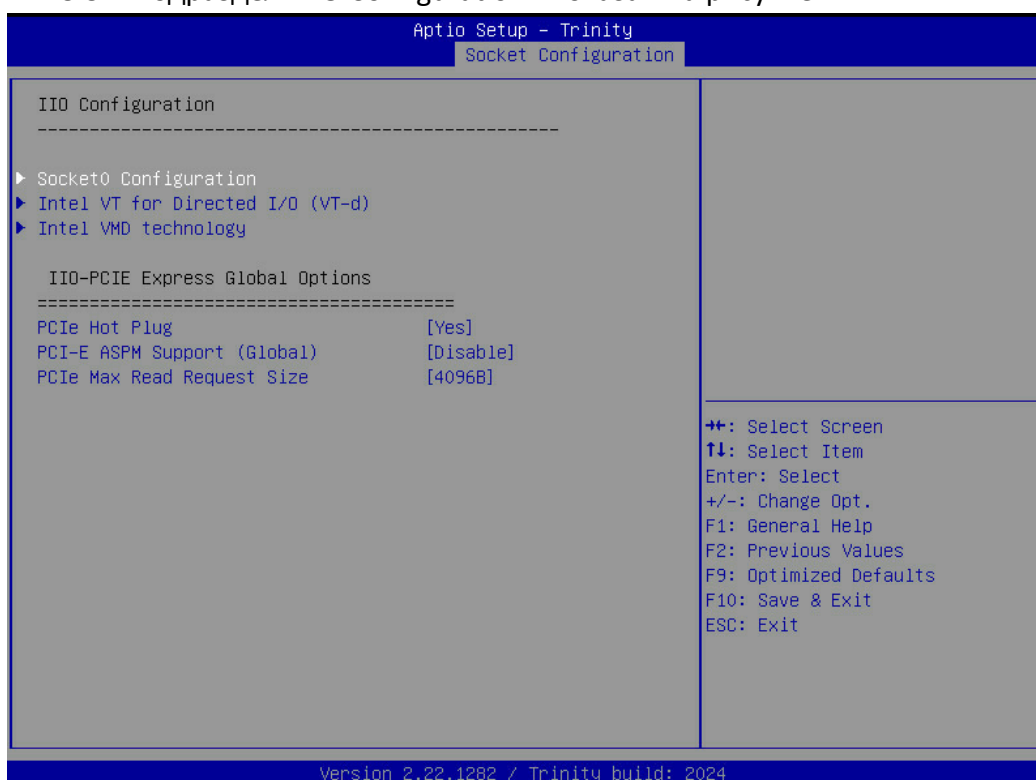 Aptio Setup – Trinity
Socket Configuration
IIO Configuration
--------------------------------------------------
Socket0 Configuration
Intel VT for Directed I/O (VT-d)
Intel VMD technology
IIO-PCIE Express Global Options
========================================
PCIe Hot Plug [Yes]
PCI-E ASPM Support (Global) [Disable]
PCIe Max Read Request Size [4096B]
→←: Select Screen
↑↓: Select Item
Enter: Select
+/-: Change Opt.
F1: General Help
F2: Previous Values
F9: Optimized Defaults
F10: Save & Exit
ESC: Exit
Version 2.22.1282 / Trinity build: 2024